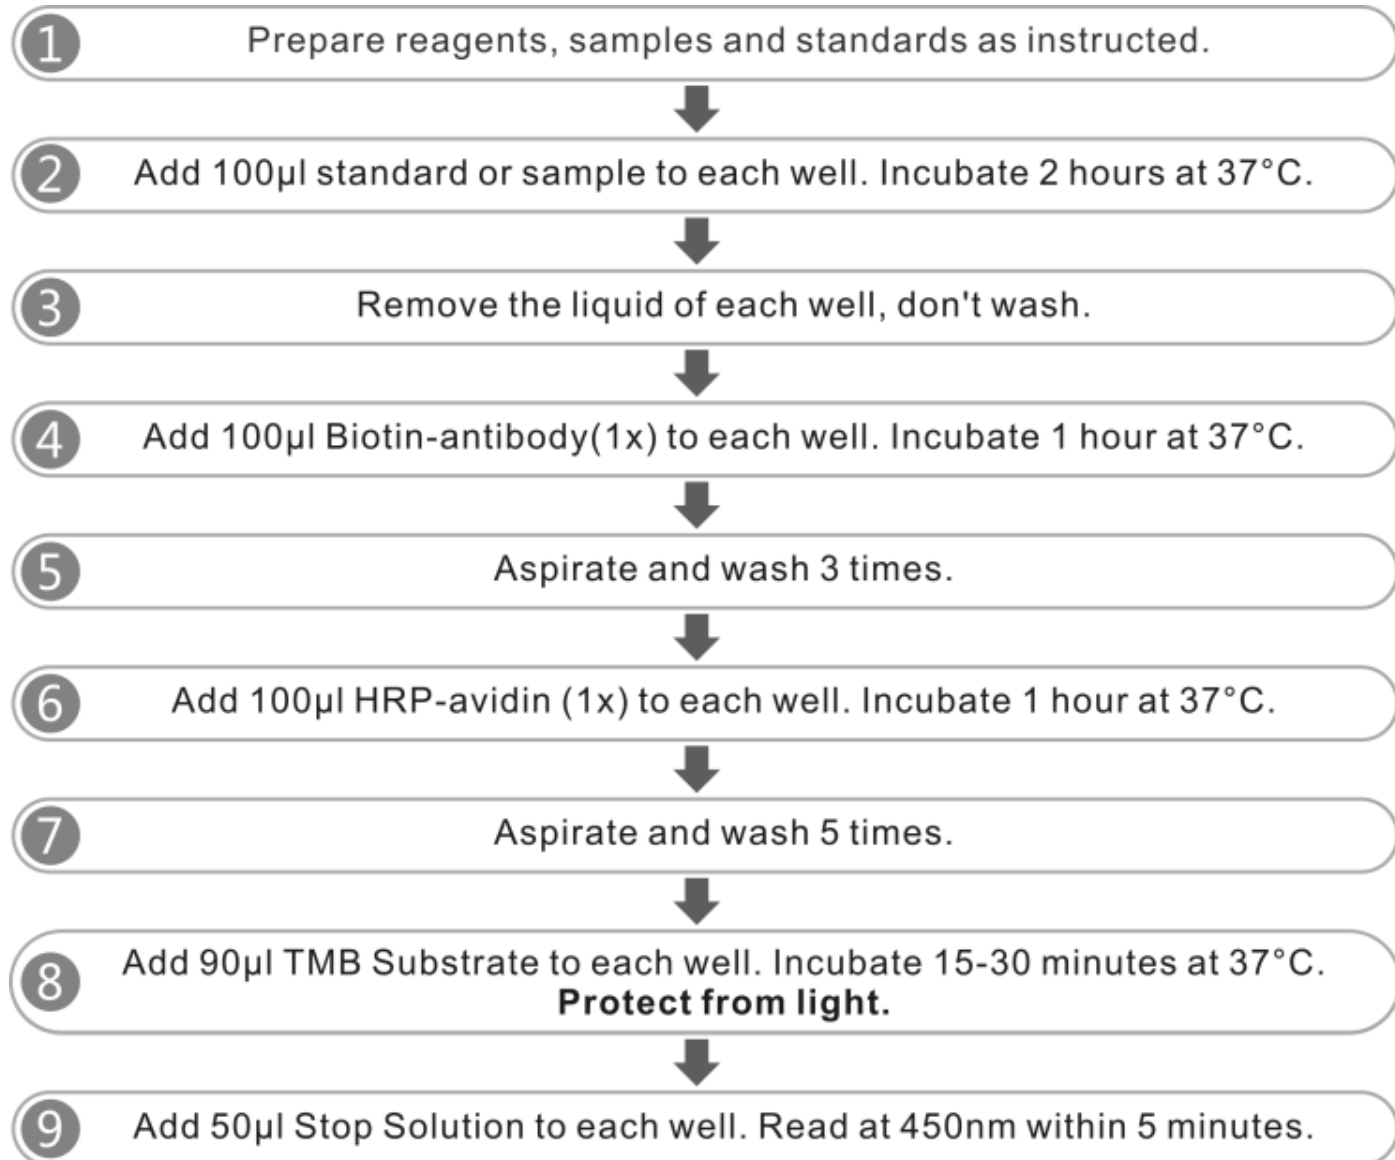 1 Prepare reagents, samples and standards as instructed.
2 Add 100µl standard or sample to each well. Incubate 2 hours at 37°C.
3 Remove the liquid of each well, don't wash.
4 Add 100µl Biotin-antibody(1x) to each well. Incubate 1 hour at 37°C.
5 Aspirate and wash 3 times.
6 Add 100µl HRP-avidin (1x) to each well. Incubate 1 hour at 37°C.
7 Aspirate and wash 5 times.
8 Add 90µl TMB Substrate to each well. Incubate 15-30 minutes at 37°C.
Protect from light.
9 Add 50µl Stop Solution to each well. Read at 450nm within 5 minutes.